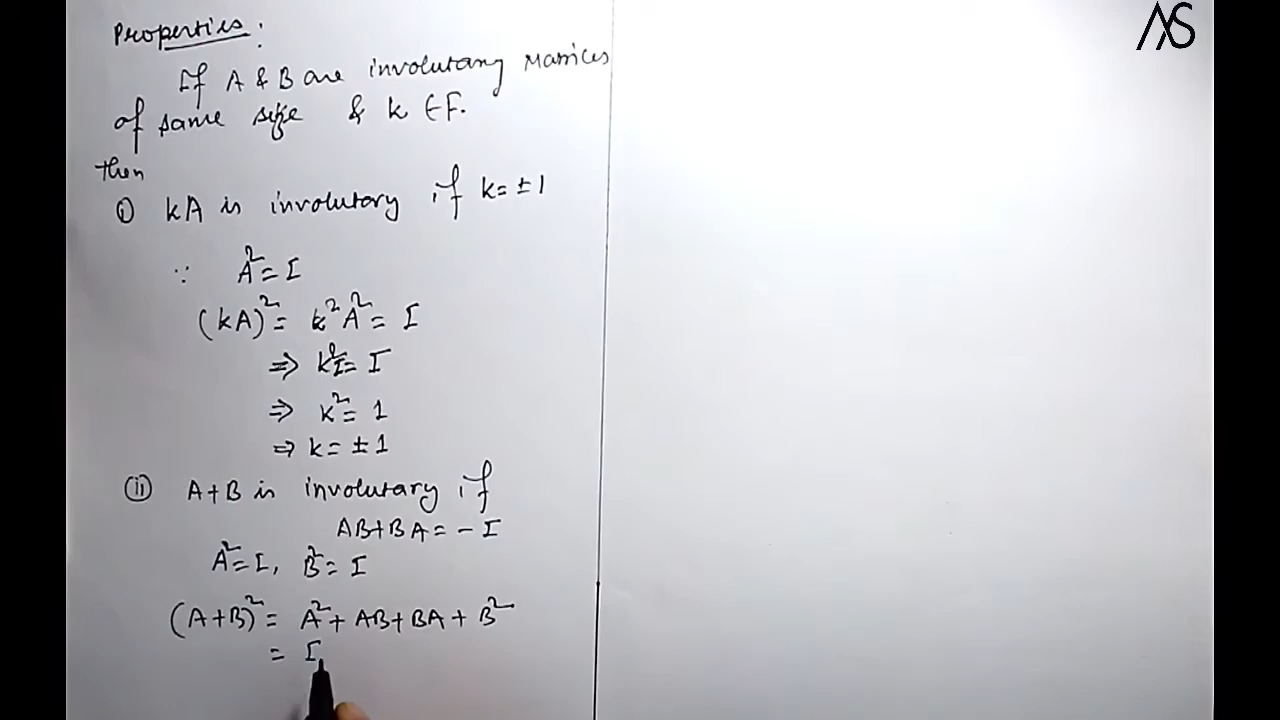 Properties:
If A & B are involutary Matrices
of same size & k ∈ F.
then
(i) kA is involutory if k = ±1
∵ A² = I
(kA)² = k²A² = I
⇒ k²I = I
⇒ k² = 1
⇒ k = ±1
(ii) A+B is involutary if
AB+BA = -I
A² = I, B² = I
(A+B)² = A² + AB + BA + B²
= I
NS